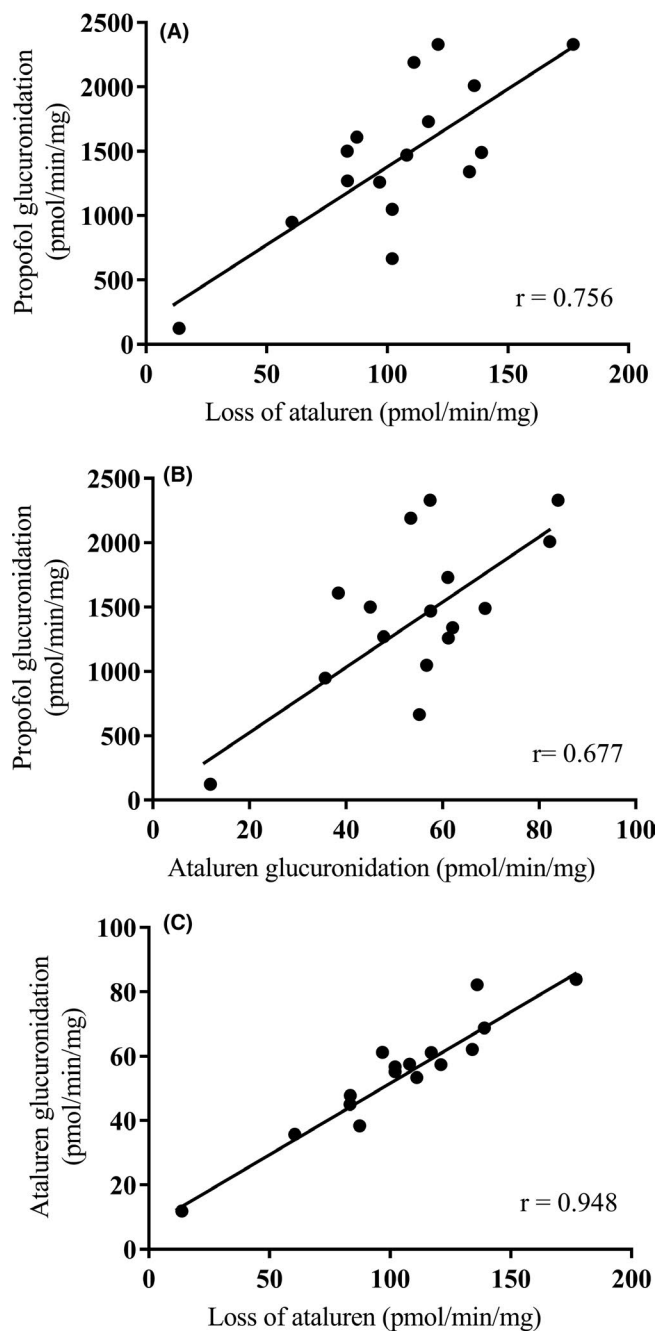 (A)
Propofol glucuronidation
(pmol/min/mg)
2500
2000
1500
1000
500
0
0 50 100 150 200
r = 0.756
Loss of ataluren (pmol/min/mg)
(B)
Propofol glucuronidation
(pmol/min/mg)
2500
2000
1500
1000
500
0
0 20 40 60 80 100
r= 0.677
Ataluren glucuronidation (pmol/min/mg)
(C)
Ataluren glucuronidation
(pmol/min/mg)
100
80
60
40
20
0
0 50 100 150 200
r = 0.948
Loss of ataluren (pmol/min/mg)